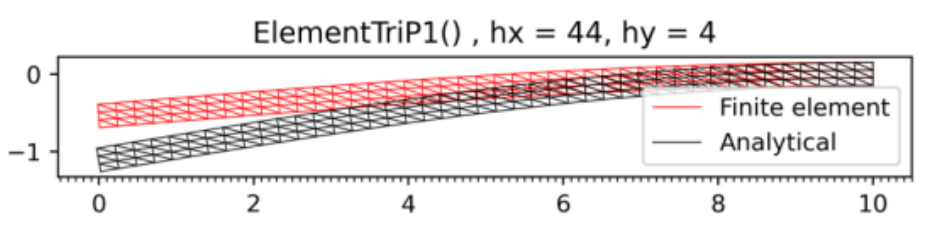 ElementTriP1() , hx = 44, hy = 4
0
Finite element
Analytical
−1
0 2 4 6 8 10